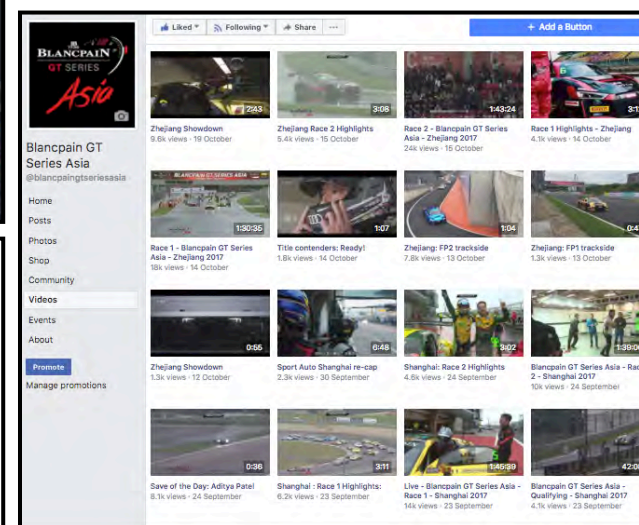 Liked
Following
Share
...
+ Add a Button
BLANCPAIN
GT SERIES
Asia
Blancpain GT
Series Asia
@blancpaingtseriesasia
Home
Posts
Photos
Shop
Community
Videos
Events
About
Promote
Manage promotions
2:43
3:08
1:43:24
Zhejiang Showdown
9.6k views · 19 October
Zhejiang Race 2 Highlights
5.4k views · 15 October
Race 2 - Blancpain GT Series
Asia - Zhejiang 2017
24k views · 15 October
Race 1 Highlights - Zhejiang
4.1k views · 14 October
BLANCPAIN GT SERIES ASIA
1:30:35
1:07
1:04
Race 1 - Blancpain GT Series
Asia - Zhejiang 2017
18k views · 14 October
Title contenders: Ready!
1.8k views · 14 October
Zhejiang: FP2 trackside
7.8k views · 13 October
Zhejiang: FP1 trackside
1.3k views · 13 October
0:55
6:48
3:02
Zhejiang Showdown
1.3k views · 12 October
Sport Auto Shanghai re-cap
2.3k views · 30 September
Shanghai: Race 2 Highlights
4.6k views · 24 September
Blancpain GT Series Asia - Rac
2 - Shanghai 2017
10k views · 24 September
0:36
3:11
1:45:39
Save of the Day: Aditya Patel
8.1k views · 24 September
Shanghai : Race 1 Highlights:
6.2k views · 23 September
Live - Blancpain GT Series Asia -
Race 1 - Shanghai 2017
14k views · 23 September
Blancpain GT Series Asia -
Qualifying - Shanghai 2017
4.1k views · 23 September